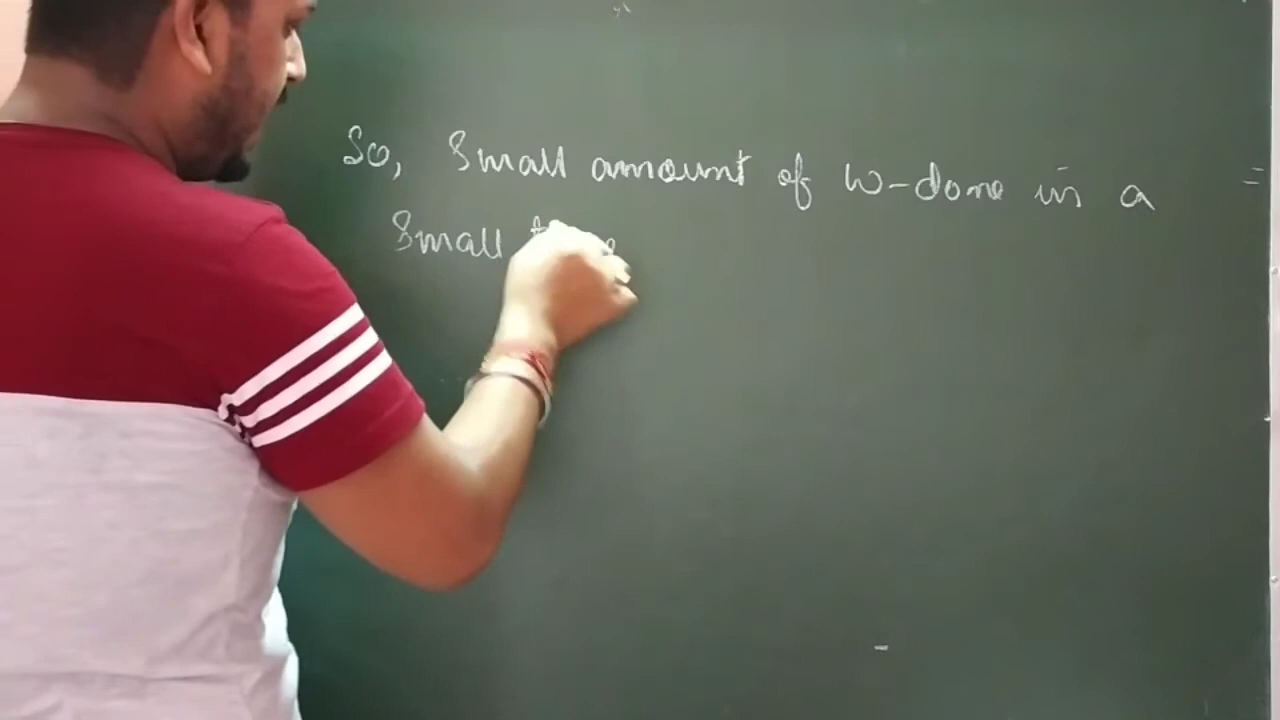 So, Small amount of W-done in a =
Small